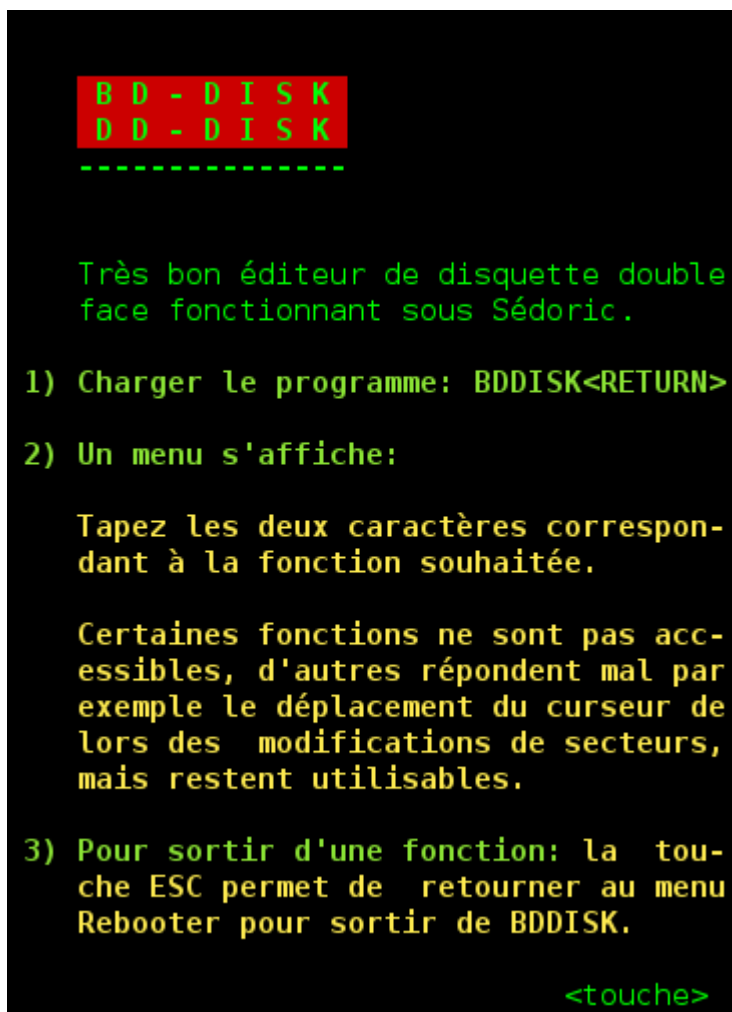 B D - D I S K
D D - D I S K
---------------
Très bon éditeur de disquette double
face fonctionnant sous Sédoric.
1) Charger le programme: BDDISK<RETURN>
2) Un menu s'affiche:
Tapez les deux caractères correspon-
dant à la fonction souhaitée.
Certaines fonctions ne sont pas acc-
essibles, d'autres répondent mal par
exemple le déplacement du curseur de
lors des  modifications de secteurs,
mais restent utilisables.
3) Pour sortir d'une fonction: la  tou-
che ESC permet de  retourner au menu
Rebooter pour sortir de BDDISK.
<touche>